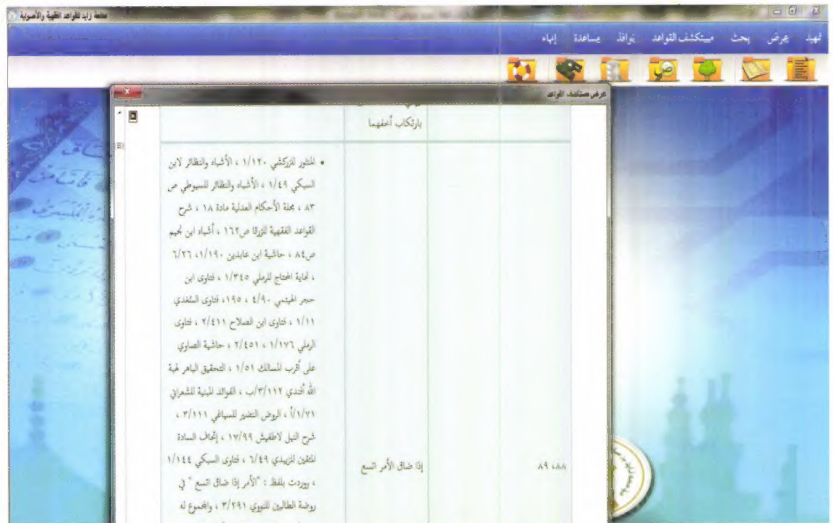 معلمة زايد للقواعد الفقهية والأصولية
تمهيد عرض بحث مستكشف القواعد نوافذ مساعدة إنهاء
عرض مستكشف القواعد
بارتكاب أخفهما
• المنثور للزركشي ١/١٢٠ ، الأشباه والنظائر لابن
السبكي ١/٤٩ ، الأشباه والنظائر للسيوطي ص
٨٣ ، مجلة الأحكام العدلية مادة ١٨ ، شرح
القواعد الفقهية للزرقا ص١٦٢ ، أشباه ابن نجيم
ص٨٤ ، حاشية ابن عابدين ١/١٩٠، ٦/٢٦
، نهاية المحتاج للرملي ١/٣٤٥ ، فتاوى ابن
حجر الهيتمي ٤/٩٠ ، ١٩٥، فتاوى السُّغدي
١/١١ ، فتاوى ابن الصلاح ٢/٤١١ ، فتاوى
الرملي ١/١٧٦ ، ٢/٤٥١ ، حاشية الصاوي
على أقرب المسالك ١/٥١ ، التحقيق الباهر لهبة
الله أفندي ٣/١١٢/ب ، الفوائد المبنية للشعراني
١/٧١/أ ، الروض النضير للسياغي ٣/١١١ ،
شرح النيل لاطفيش ١٧/٩٩ ، إتحاف السادة
المتقين للزبيدي ٦/٤٩ ، فتاوى السبكي ١/١٤٤
، ووردت بلفظ : "الأمر إذا ضاق اتسع " في
روضة الطالبين للنووي ٣/٢٩١ ، والمجموع له
إذا ضاق الأمر اتسع
٨٨، ٨٩